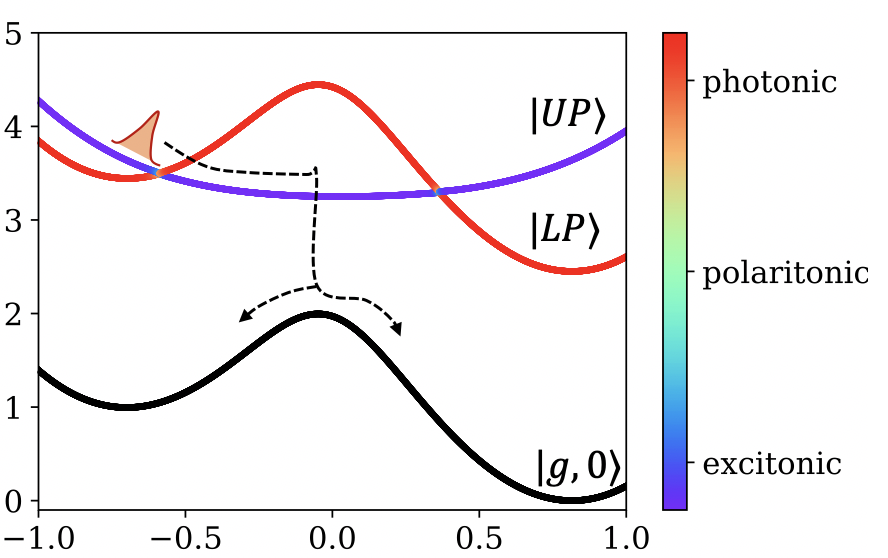 5
4
3
2
1
0
−1.0
−0.5
0.0
0.5
1.0
|UP⟩
|LP⟩
|g, 0⟩
photonic
polaritonic
excitonic